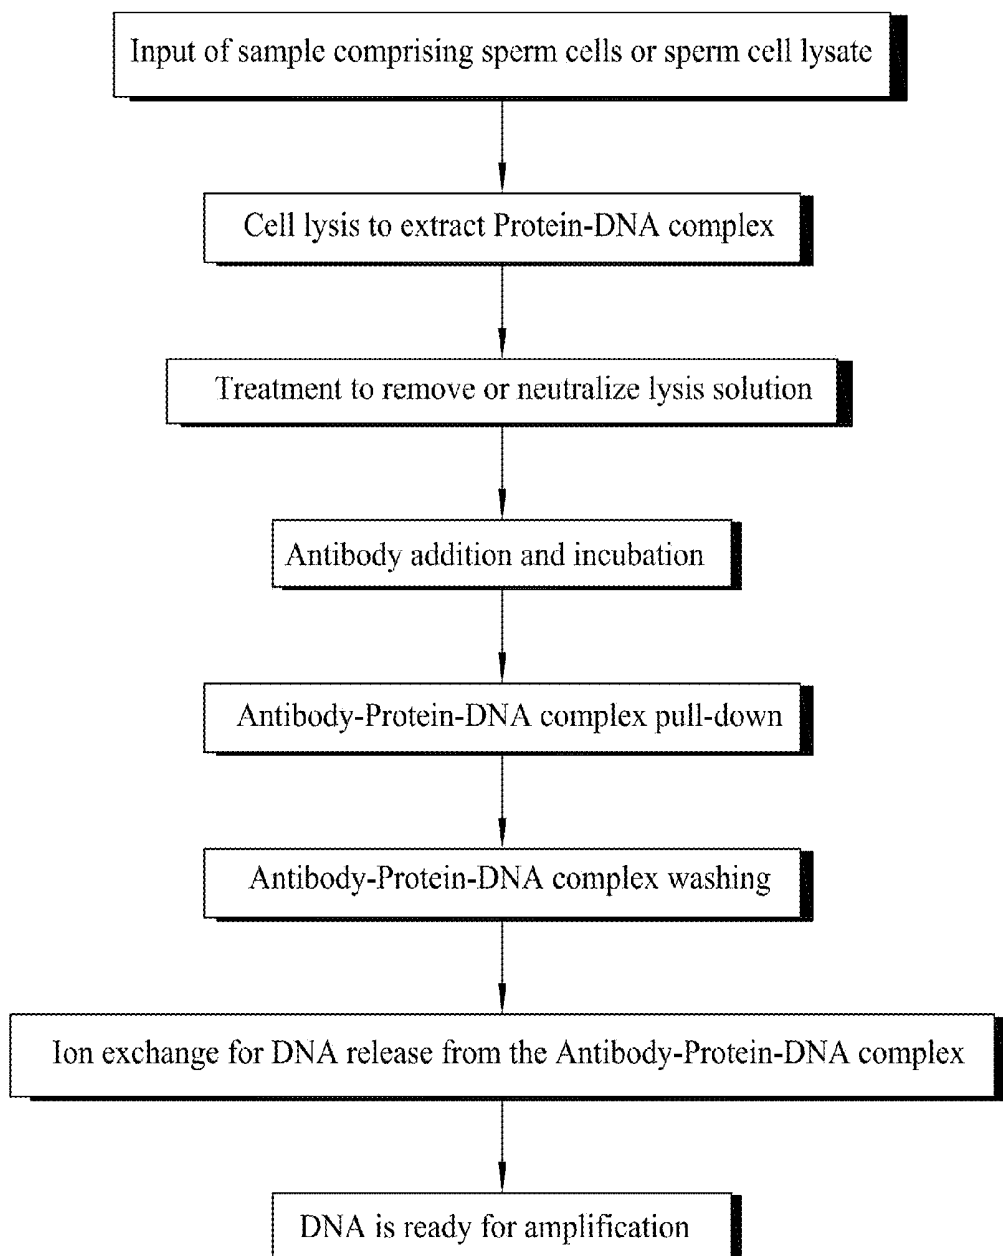 Input of sample comprising sperm cells or sperm cell lysate
Cell lysis to extract Protein-DNA complex
Treatment to remove or neutralize lysis solution
Antibody addition and incubation
Antibody-Protein-DNA complex pull-down
Antibody-Protein-DNA complex washing
Ion exchange for DNA release from the Antibody-Protein-DNA complex
DNA is ready for amplification